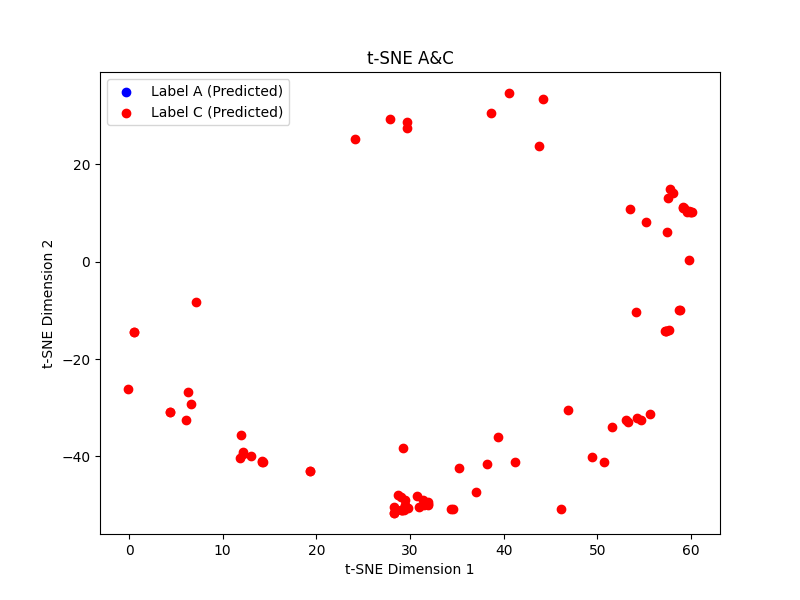 t-SNE A&C
Label A (Predicted)
Label C (Predicted)
20
0
−20
−40
t-SNE Dimension 2
0 10 20 30 40 50 60
t-SNE Dimension 1